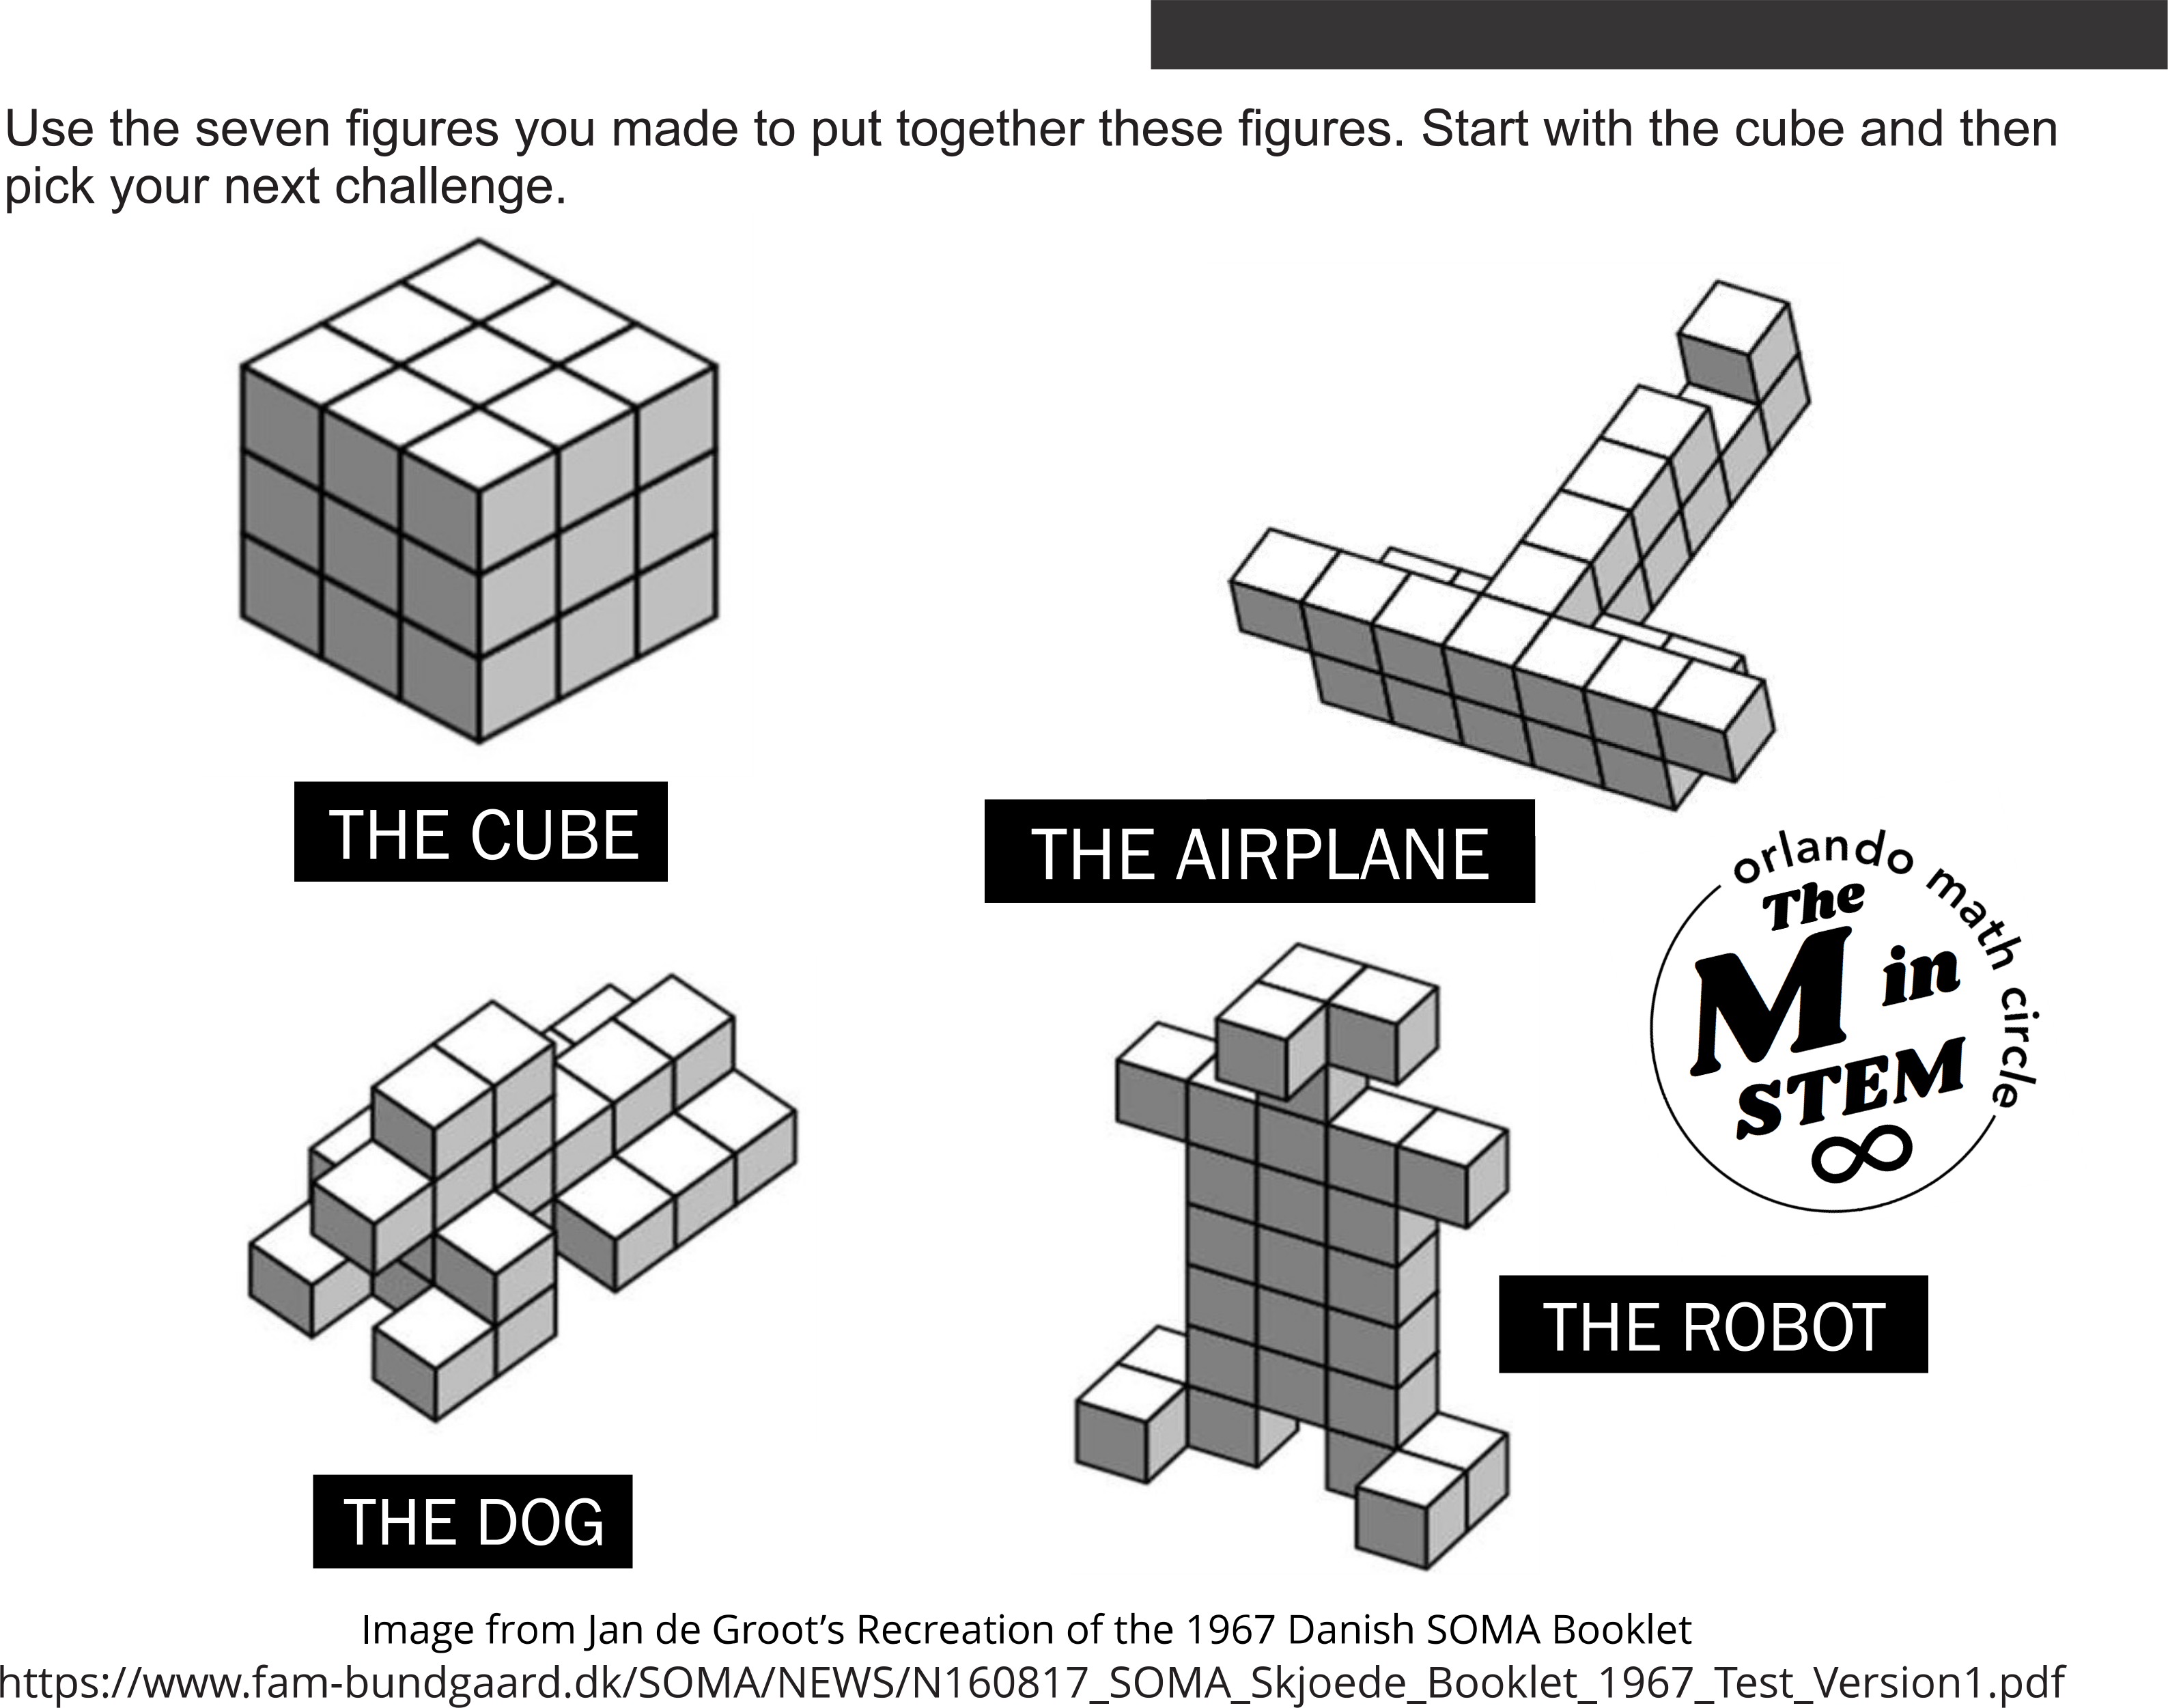 Use the seven figures you made to put together these figures. Start with the cube and then
pick your next challenge.
THE CUBE
THE AIRPLANE
orlando math circle
The
M in
STEM
∞
THE DOG
THE ROBOT
Image from Jan de Groot’s Recreation of the 1967 Danish SOMA Booklet
https://www.fam-bundgaard.dk/SOMA/NEWS/N160817_SOMA_Skjoede_Booklet_1967_Test_Version1.pdf